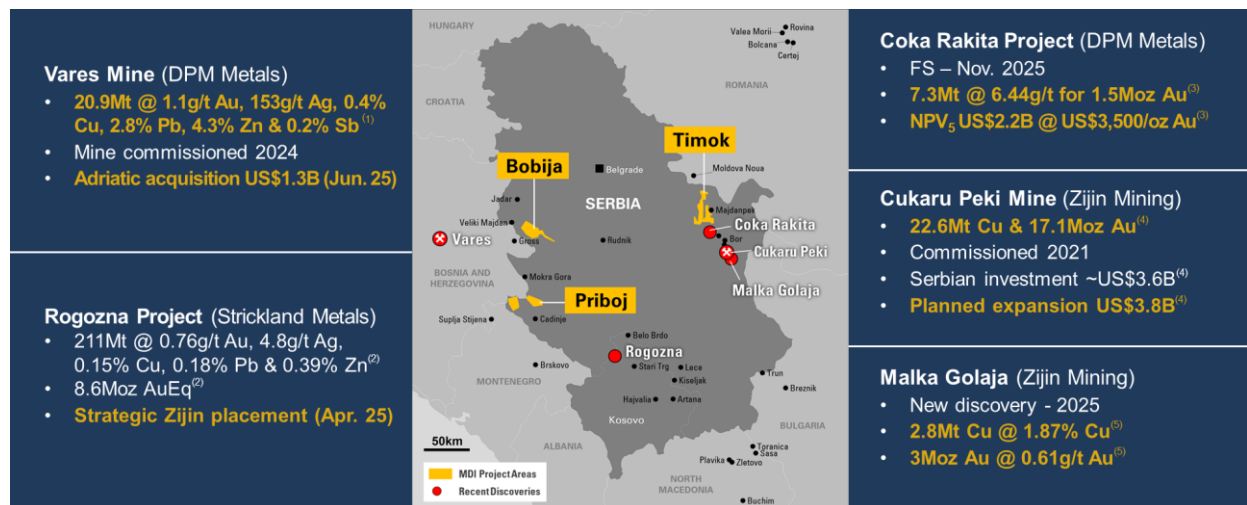 Vares Mine (DPM Metals)
• 20.9Mt @ 1.1g/t Au, 153g/t Ag, 0.4%
Cu, 2.8% Pb, 4.3% Zn & 0.2% Sb (1)
• Mine commissioned 2024
• Adriatic acquisition US$1.3B (Jun. 25)
Rogozna Project (Strickland Metals)
• 211Mt @ 0.76g/t Au, 4.8g/t Ag,
0.15% Cu, 0.18% Pb & 0.39% Zn(2)
• 8.6Moz AuEq(2)
• Strategic Zijin placement (Apr. 25)
HUNGARY
Valea Morii
Rovina
Bolcana
Certej
CROATIA
ROMANIA
Timok
Bobija
Belgrade
Moldova Noua
Jadar
SERBIA
Majdanpek
Veliki Majdan
Coka Rakita
Vares
Gross
Rudnik
Bor
Cukaru Peki
BOSNIA AND
HERZEGOVINA
Mokra Gora
Malka Golaja
Priboj
Suplja Stijena
Cadinje
Belo Brdo
Rogozna
Brskovo
Stari Trg
Lece
Trun
MONTENEGRO
Kiseljak
Breznik
Hajvalia
Artana
Kosovo
BULGARIA
50km
ALBANIA
Toranica
Sasa
Plavika
Zletovo
MDI Project Areas
NORTH
MACEDONIA
Recent Discoveries
Buchim
Coka Rakita Project (DPM Metals)
• FS – Nov. 2025
• 7.3Mt @ 6.44g/t for 1.5Moz Au(3)
• NPV5 US$2.2B @ US$3,500/oz Au(3)
Cukaru Peki Mine (Zijin Mining)
• 22.6Mt Cu & 17.1Moz Au(4)
• Commissioned 2021
• Serbian investment ~US$3.6B(4)
• Planned expansion US$3.8B(4)
Malka Golaja (Zijin Mining)
• New discovery - 2025
• 2.8Mt Cu @ 1.87% Cu(5)
• 3Moz Au @ 0.61g/t Au(5)